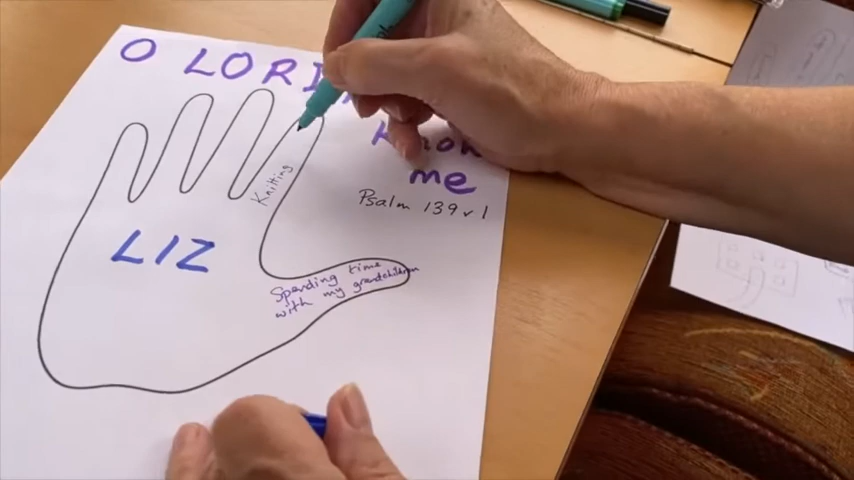 O LORD
know
me
Psalm 139 v 1
Knitting
LIZ
Spending time
with my grandchildren